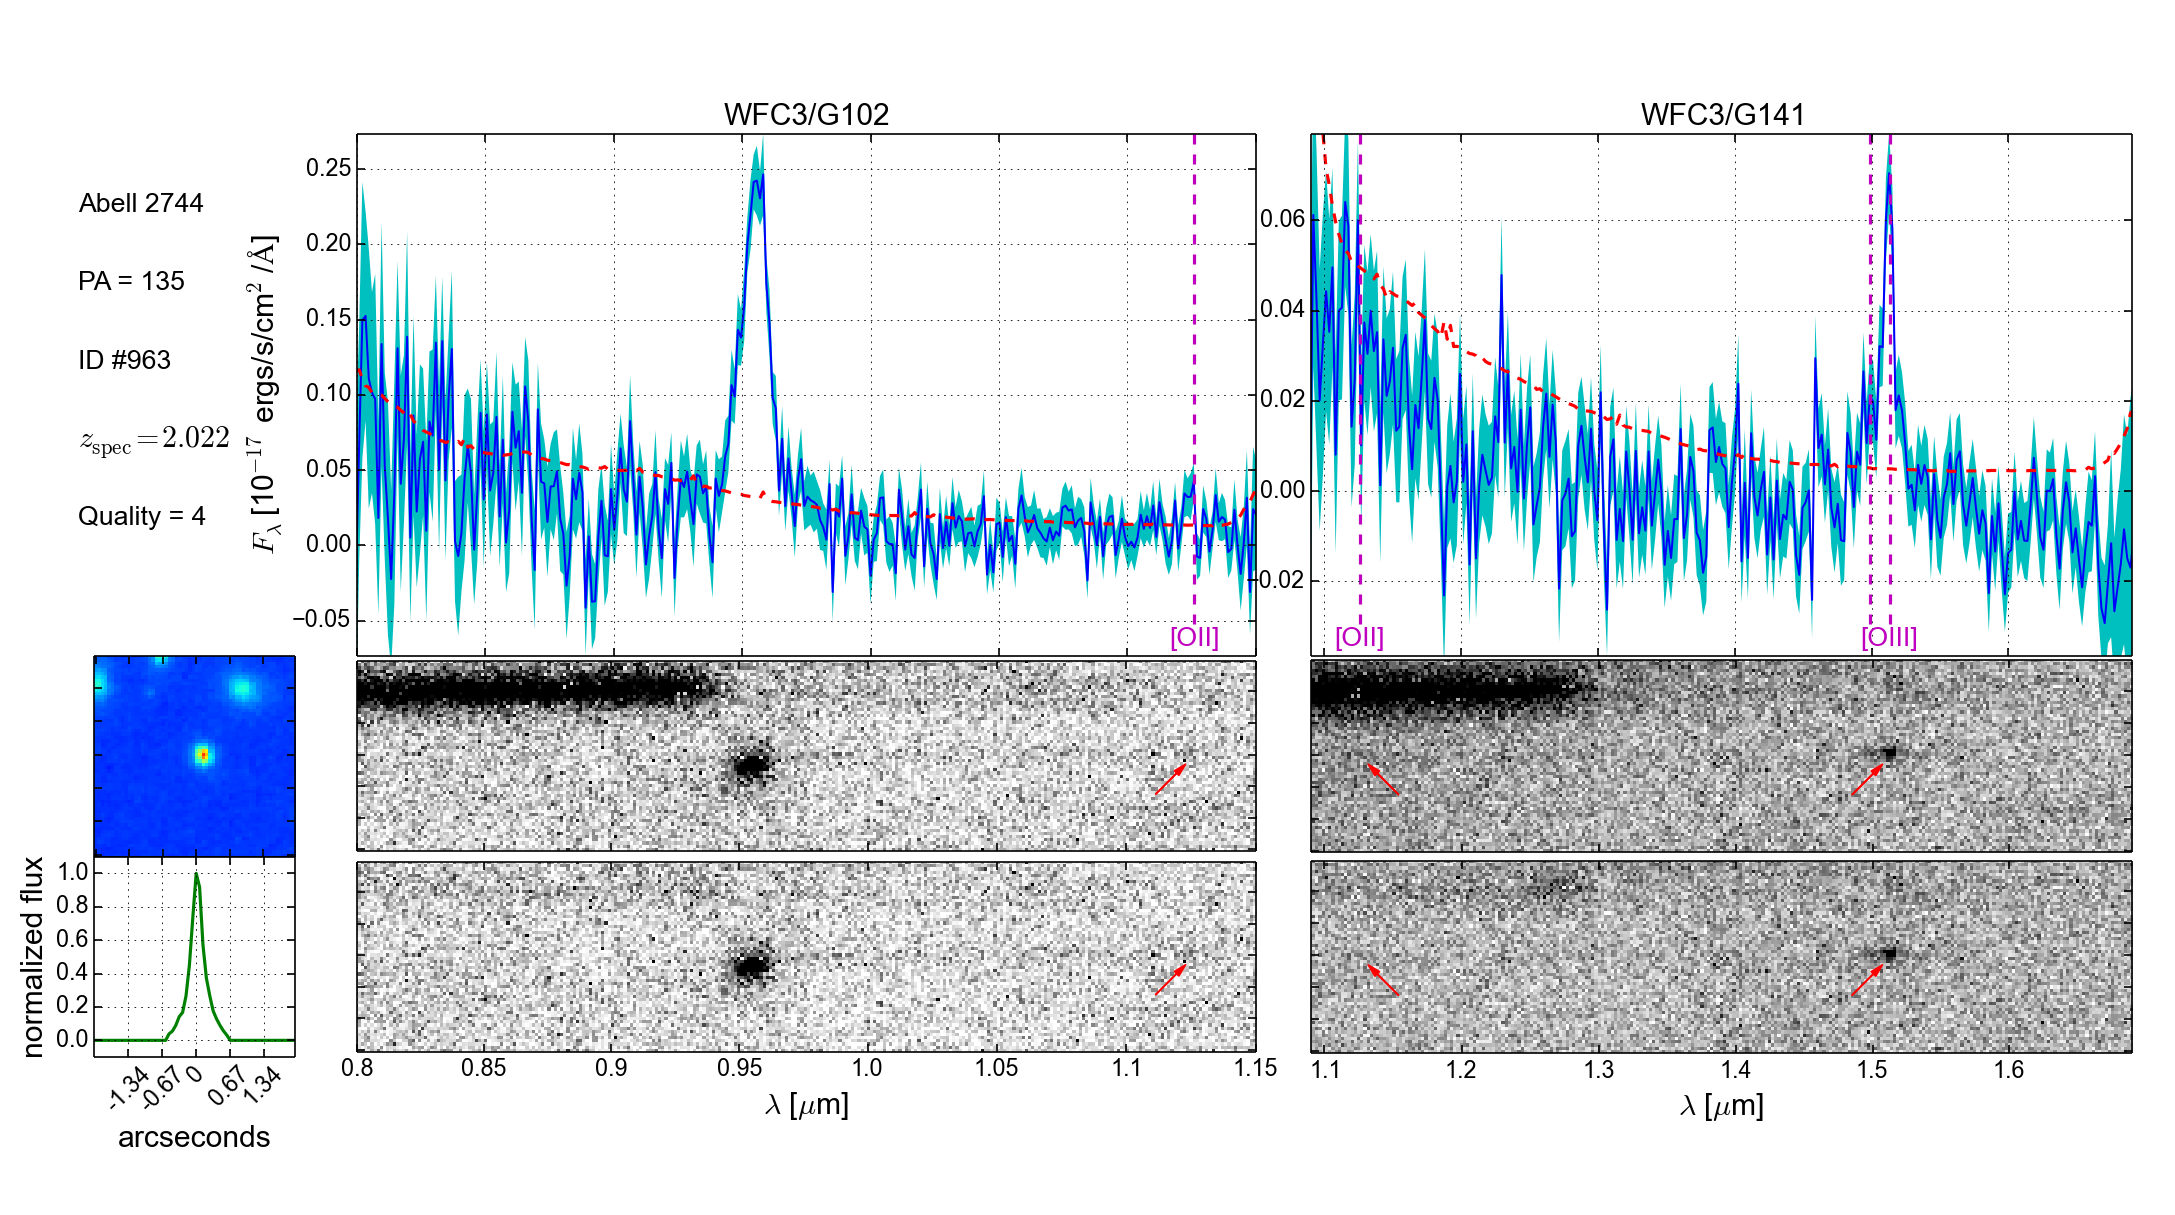 WFC3/G102
WFC3/G141
Abell 2744
PA = 135
ID #963
z_spec = 2.022
Quality = 4
F_λ [10^−17 ergs/s/cm² /Å]
0.25
0.20
0.15
0.10
0.05
0.00
−0.05
[OII]
0.06
0.04
0.02
0.00
−0.02
[OII]
[OIII]
normalized flux
1.0
0.8
0.6
0.4
0.2
0.0
-1.34
-0.67
0
0.67
1.34
arcseconds
0.8
0.85
0.9
0.95
1.0
1.05
1.1
1.15
λ [μm]
1.1
1.2
1.3
1.4
1.5
1.6
λ [μm]